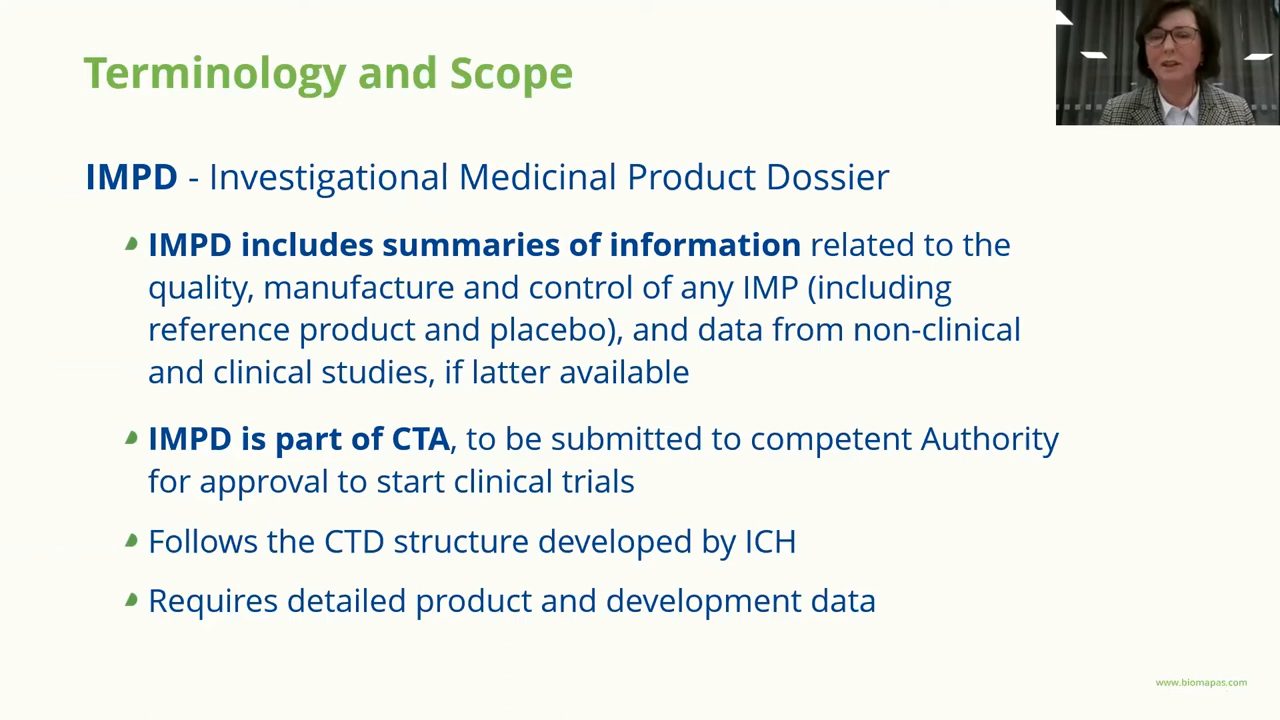 Terminology and Scope
IMPD - Investigational Medicinal Product Dossier
IMPD includes summaries of information related to the
quality, manufacture and control of any IMP (including
reference product and placebo), and data from non-clinical
and clinical studies, if latter available
IMPD is part of CTA, to be submitted to competent Authority
for approval to start clinical trials
Follows the CTD structure developed by ICH
Requires detailed product and development data
www.biomapas.com